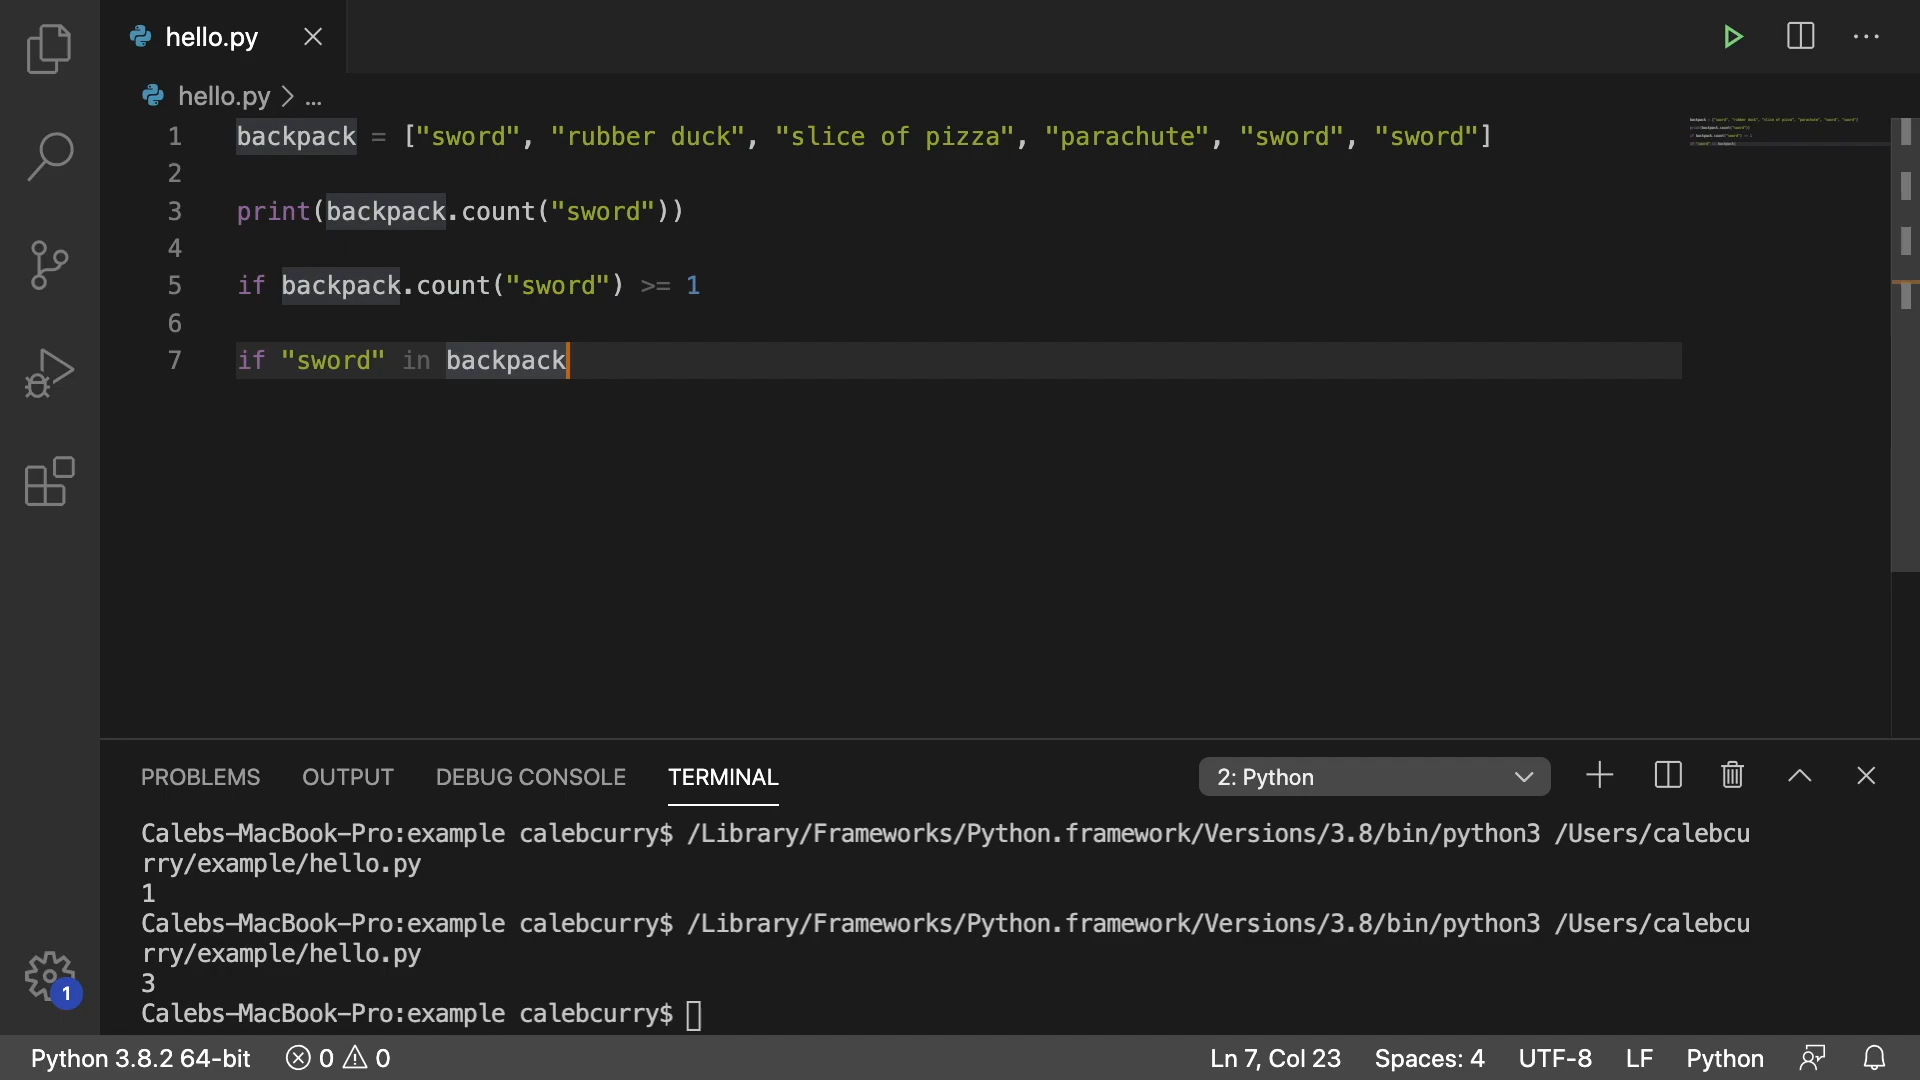 hello.py
hello.py > ...
1 backpack = ["sword", "rubber duck", "slice of pizza", "parachute", "sword", "sword"]
2
3 print(backpack.count("sword"))
4
5 if backpack.count("sword") >= 1
6
7 if "sword" in backpack
PROBLEMS OUTPUT DEBUG CONSOLE TERMINAL 2: Python
Calebs-MacBook-Pro:example calebcurry$ /Library/Frameworks/Python.framework/Versions/3.8/bin/python3 /Users/calebcu
rry/example/hello.py
1
Calebs-MacBook-Pro:example calebcurry$ /Library/Frameworks/Python.framework/Versions/3.8/bin/python3 /Users/calebcu
rry/example/hello.py
3
Calebs-MacBook-Pro:example calebcurry$
1
Python 3.8.2 64-bit 0 0 Ln 7, Col 23 Spaces: 4 UTF-8 LF Python